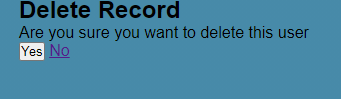 Delete Record
Are you sure you want to delete this user
Yes No